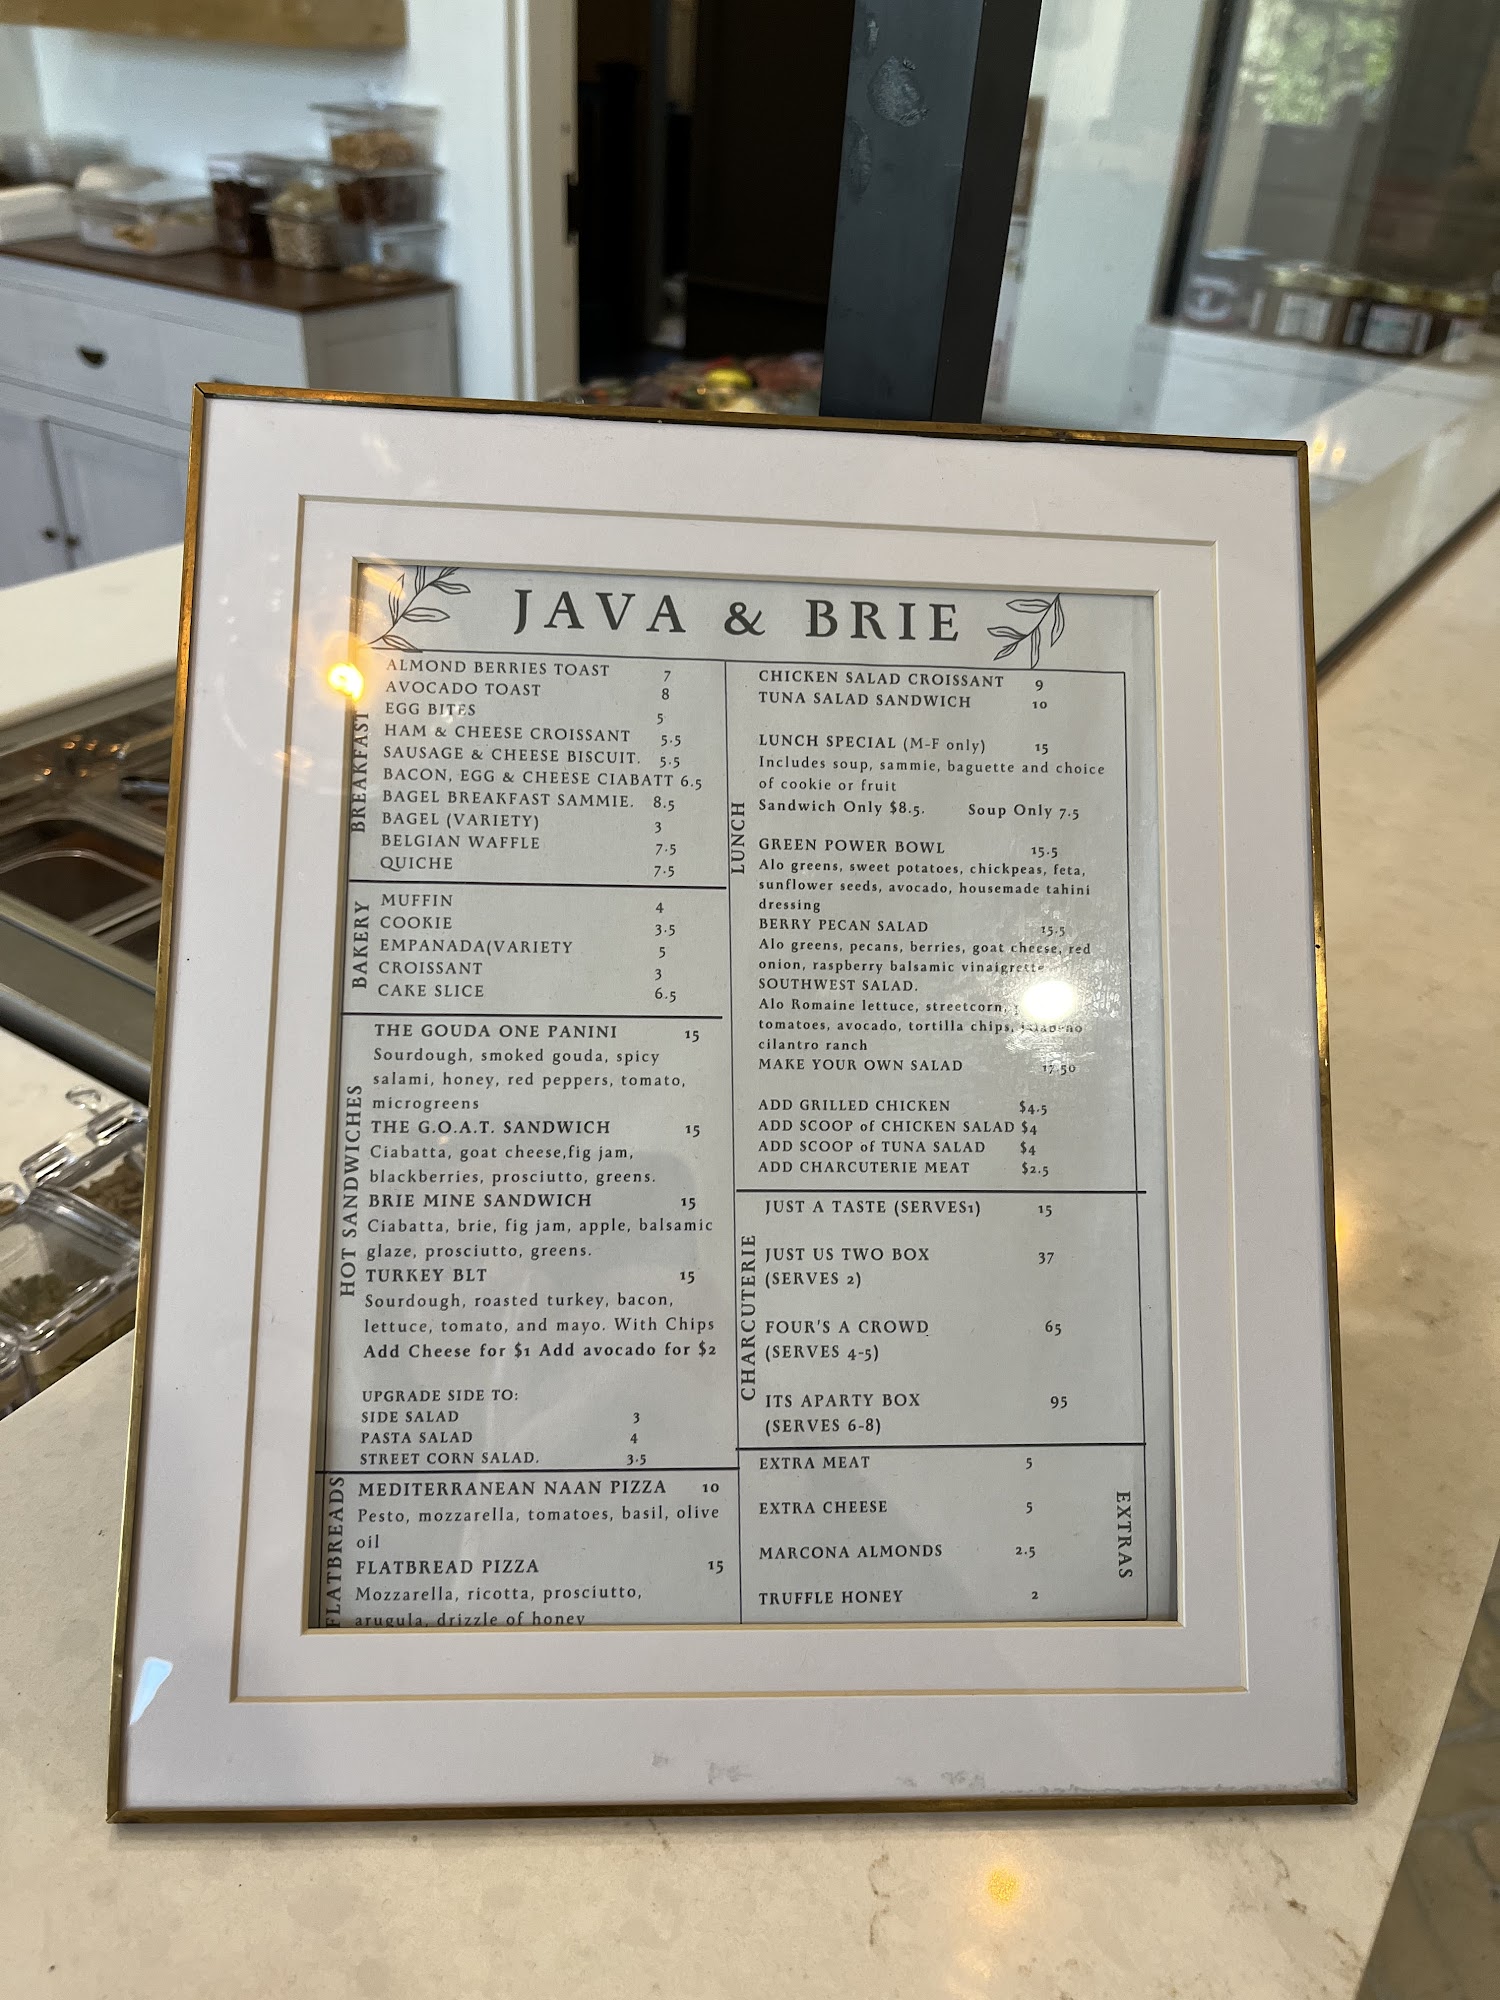 JAVA & BRIE
BREAKFAST
ALMOND BERRIES TOAST 7
AVOCADO TOAST 8
EGG BITES 5
HAM & CHEESE CROISSANT 5.5
SAUSAGE & CHEESE BISCUIT. 5.5
BACON, EGG & CHEESE CIABATT 6.5
BAGEL BREAKFAST SAMMIE. 8.5
BAGEL (VARIETY) 3
BELGIAN WAFFLE 7.5
QUICHE 7.5
BAKERY
MUFFIN 4
COOKIE 3.5
EMPANADA(VARIETY 5
CROISSANT 3
CAKE SLICE 6.5
HOT SANDWICHES
THE GOUDA ONE PANINI 15
Sourdough, smoked gouda, spicy
salami, honey, red peppers, tomato,
microgreens
THE G.O.A.T. SANDWICH 15
Ciabatta, goat cheese,fig jam,
blackberries, prosciutto, greens.
BRIE MINE SANDWICH 15
Ciabatta, brie, fig jam, apple, balsamic
glaze, prosciutto, greens.
TURKEY BLT 15
Sourdough, roasted turkey, bacon,
lettuce, tomato, and mayo. With Chips
Add Cheese for $1 Add avocado for $2
UPGRADE SIDE TO:
SIDE SALAD 3
PASTA SALAD 4
STREET CORN SALAD. 3.5
FLATBREADS
MEDITERRANEAN NAAN PIZZA 10
Pesto, mozzarella, tomatoes, basil, olive
oil
FLATBREAD PIZZA 15
Mozzarella, ricotta, prosciutto,
arugula, drizzle of honey
LUNCH
CHICKEN SALAD CROISSANT 9
TUNA SALAD SANDWICH 10
LUNCH SPECIAL (M-F only) 15
Includes soup, sammie, baguette and choice
of cookie or fruit
Sandwich Only $8.5. Soup Only 7.5
GREEN POWER BOWL 15.5
Alo greens, sweet potatoes, chickpeas, feta,
sunflower seeds, avocado, housemade tahini
dressing
BERRY PECAN SALAD 15.5
Alo greens, pecans, berries, goat cheese, red
onion, raspberry balsamic vinaigrette
SOUTHWEST SALAD.
Alo Romaine lettuce, streetcorn,
tomatoes, avocado, tortilla chips, jalapeno
cilantro ranch
MAKE YOUR OWN SALAD 17.50
ADD GRILLED CHICKEN $4.5
ADD SCOOP of CHICKEN SALAD $4
ADD SCOOP of TUNA SALAD $4
ADD CHARCUTERIE MEAT $2.5
CHARCUTERIE
JUST A TASTE (SERVES1) 15
JUST US TWO BOX 37
(SERVES 2)
FOUR'S A CROWD 65
(SERVES 4-5)
ITS APARTY BOX 95
(SERVES 6-8)
EXTRAS
EXTRA MEAT 5
EXTRA CHEESE 5
MARCONA ALMONDS 2.5
TRUFFLE HONEY 2